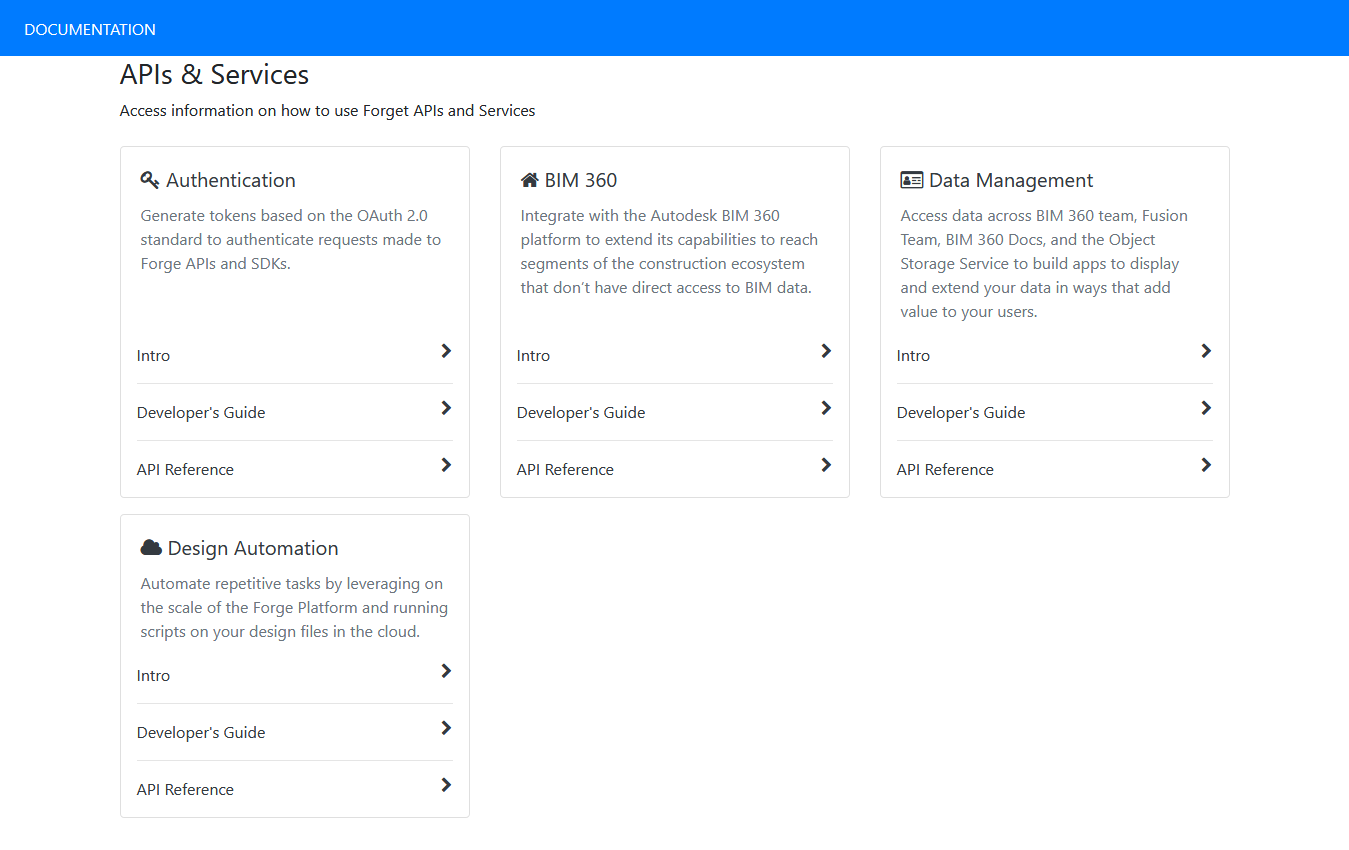 DOCUMENTATION
APIs & Services
Access information on how to use Forget APIs and Services
Authentication
Generate tokens based on the OAuth 2.0
standard to authenticate requests made to
Forge APIs and SDKs.
Intro
Developer's Guide
API Reference
BIM 360
Integrate with the Autodesk BIM 360
platform to extend its capabilities to reach
segments of the construction ecosystem
that don’t have direct access to BIM data.
Intro
Developer's Guide
API Reference
Data Management
Access data across BIM 360 team, Fusion
Team, BIM 360 Docs, and the Object
Storage Service to build apps to display
and extend your data in ways that add
value to your users.
Intro
Developer's Guide
API Reference
Design Automation
Automate repetitive tasks by leveraging on
the scale of the Forge Platform and running
scripts on your design files in the cloud.
Intro
Developer's Guide
API Reference